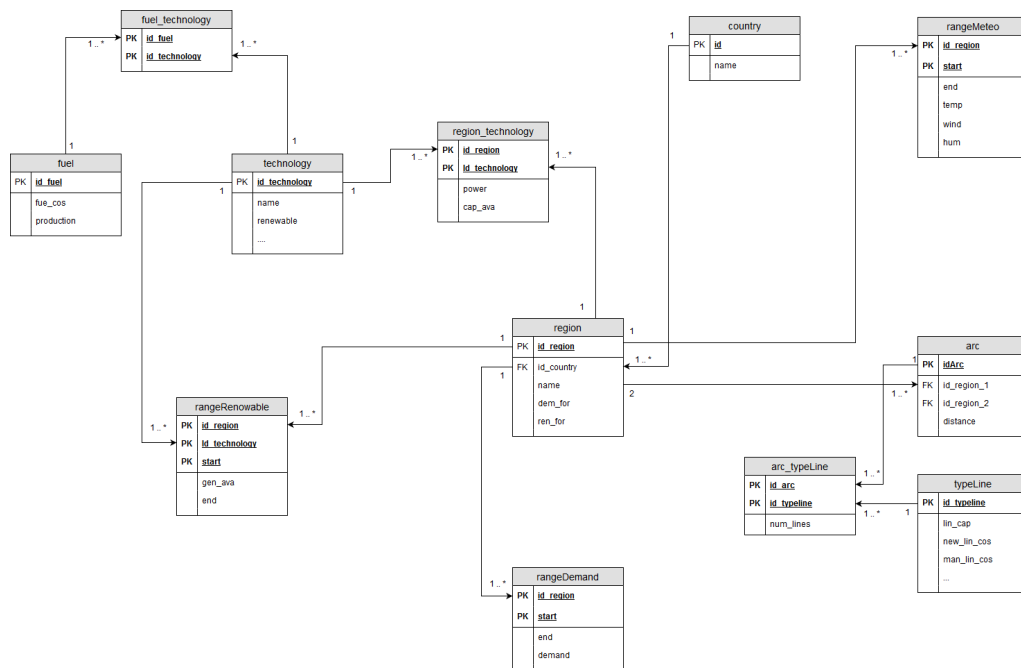 fuel_technology
PK id_fuel
PK id_technology
1 .. *
1 .. *
1
1
fuel
PK id_fuel
fue_cos
production
technology
PK id_technology
name
renewable
....
1
1
1 .. *
region_technology
PK id_region
PK Id_technology
power
cap_ava
1 .. *
1
country
PK id
name
1
1 .. *
rangeMeteo
PK id_region
PK start
end
temp
wind
hum
1 .. *
region
PK id_region
FK id_country
name
dem_for
ren_for
1
1
1
2
arc
PK idArc
FK id_region_1
FK id_region_2
distance
1
1 .. *
rangeRenowable
PK id_region
PK Id_technology
PK start
gen_ava
end
1 .. *
1 .. *
arc_typeLine
PK id_arc
PK id_typeline
num_lines
1 .. *
1 .. *
1
typeLine
PK id_typeline
lin_cap
new_lin_cos
man_lin_cos
...
rangeDemand
PK id_region
PK start
end
demand
1 .. *